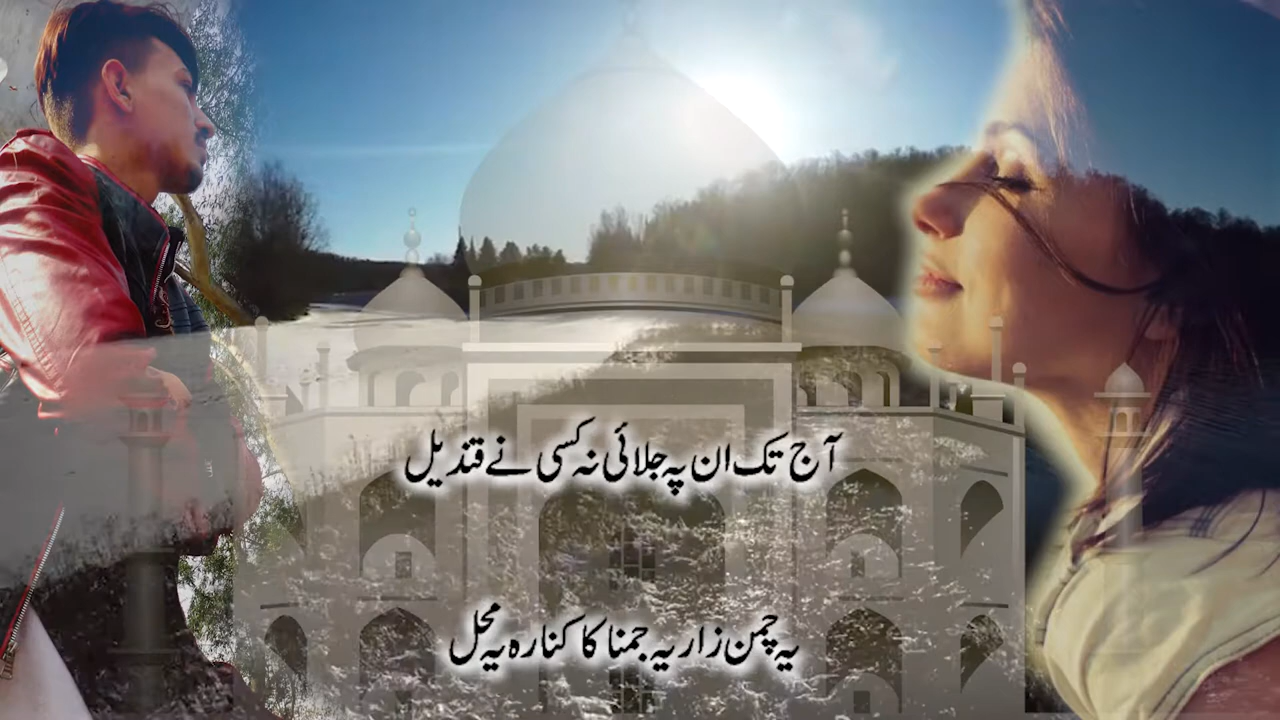 آج تک ان پہ جلائی نہ کسی نے قندیل
یہ چمن زار یہ جمنا کا کنارہ یہ محل